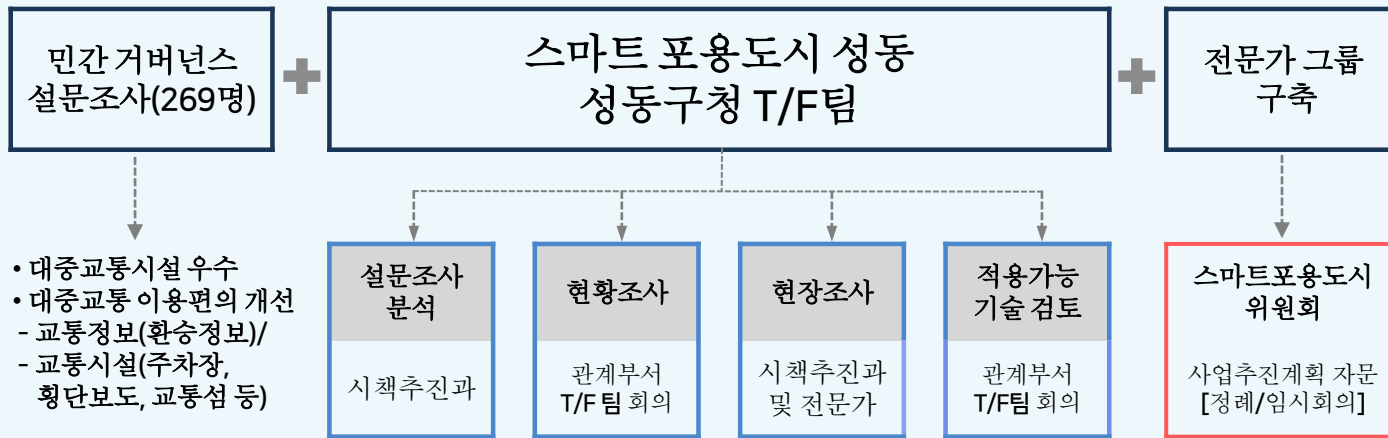 민간 거버넌스
설문조사(269명)
스마트 포용도시 성동
성동구청 T/F팀
전문가 그룹
구축
• 대중교통시설 우수
• 대중교통 이용편의 개선
- 교통정보(환승정보)/
- 교통시설(주차장,
횡단보도, 교통섬 등)
설문조사
분석
시책추진과
현황조사
관계부서
T/F 팀 회의
현장조사
시책추진과
및 전문가
적용가능
기술 검토
관계부서
T/F팀 회의
스마트포용도시
위원회
사업추진계획 자문
[정례/임시회의]